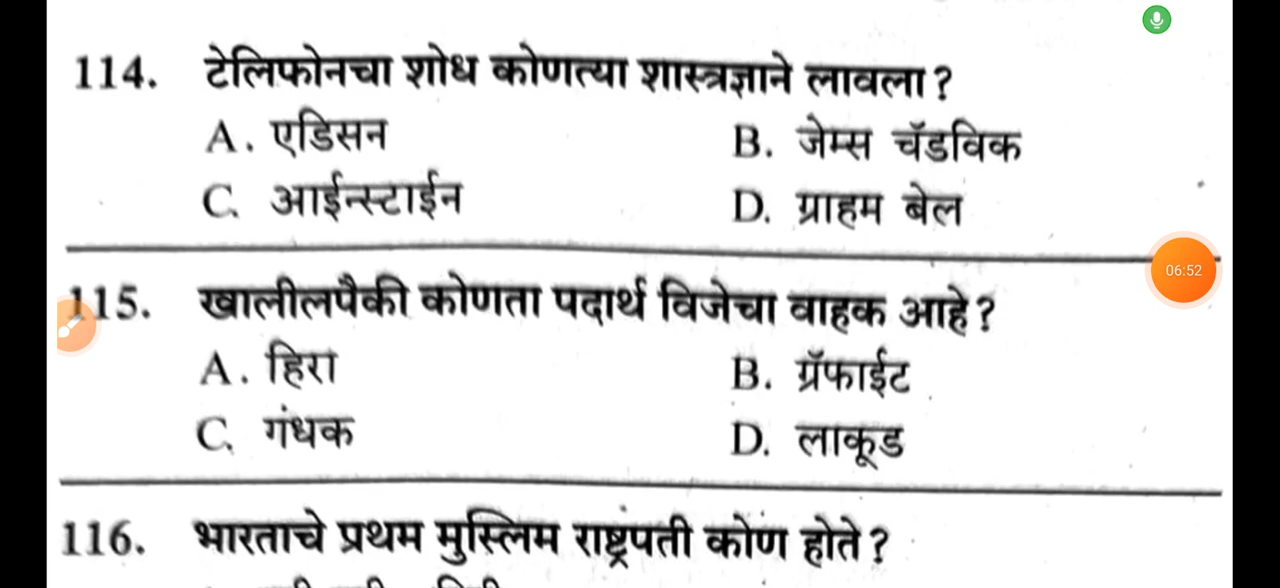 114. टेलिफोनचा शोध कोणत्या शास्त्रज्ञाने लावला?
A. एडिसन B. जेम्स चॅडविक
C. आईन्स्टाईन D. ग्राहम बेल
06:52
115. खालीलपैकी कोणता पदार्थ विजेचा वाहक आहे?
A. हिरा B. ग्रॅफाईट
C. गंधक D. लाकूड
116. भारताचे प्रथम मुस्लिम राष्ट्रपती कोण होते?